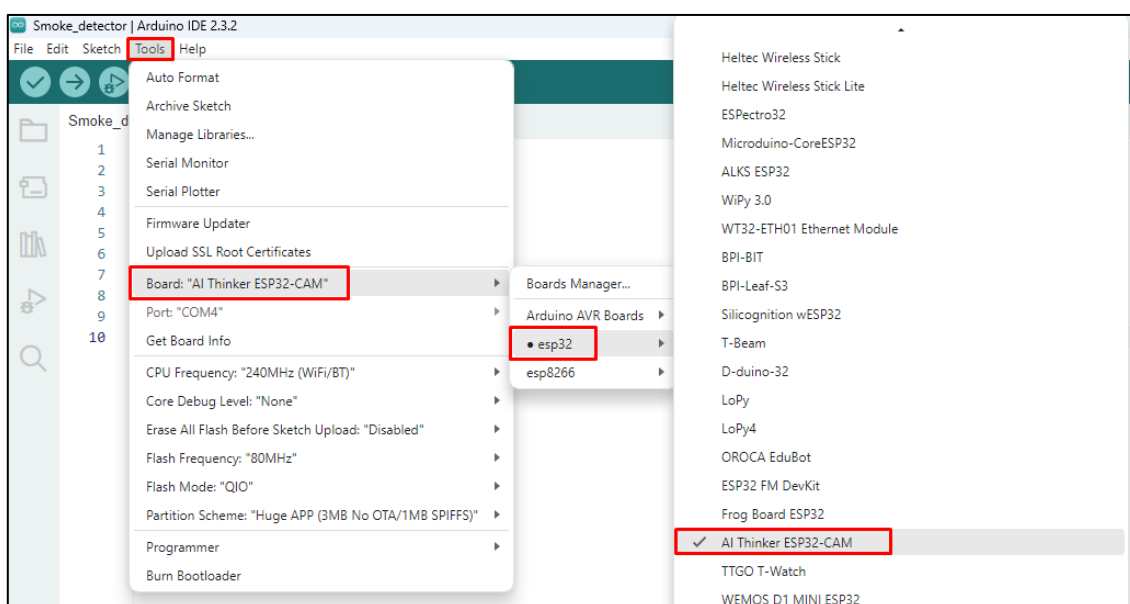 Smoke_detector | Arduino IDE 2.3.2
File Edit Sketch Tools Help
Smoke_d
1
2
3
4
5
6
7
8
9
10
Auto Format
Archive Sketch
Manage Libraries...
Serial Monitor
Serial Plotter
Firmware Updater
Upload SSL Root Certificates
Board: "AI Thinker ESP32-CAM"
Port: "COM4"
Get Board Info
CPU Frequency: "240MHz (WiFi/BT)"
Core Debug Level: "None"
Erase All Flash Before Sketch Upload: "Disabled"
Flash Frequency: "80MHz"
Flash Mode: "QIO"
Partition Scheme: "Huge APP (3MB No OTA/1MB SPIFFS)"
Programmer
Burn Bootloader
Boards Manager...
Arduino AVR Boards
esp32
esp8266
Heltec Wireless Stick
Heltec Wireless Stick Lite
ESPectro32
Microduino-CoreESP32
ALKS ESP32
WiPy 3.0
WT32-ETH01 Ethernet Module
BPI-BIT
BPI-Leaf-S3
Silicognition wESP32
T-Beam
D-duino-32
LoPy
LoPy4
OROCA EduBot
ESP32 FM DevKit
Frog Board ESP32
AI Thinker ESP32-CAM
TTGO T-Watch
WEMOS D1 MINI ESP32